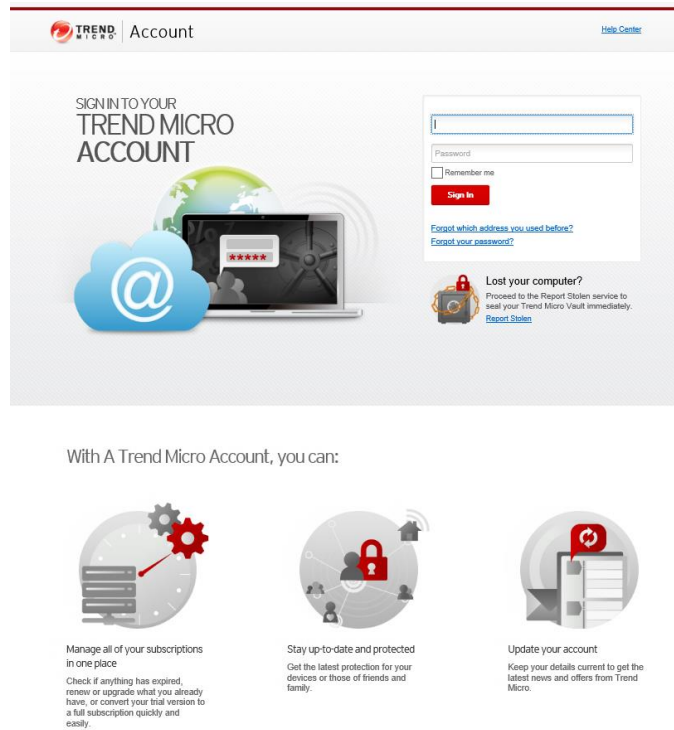 TREND MICRO Account
Help Center
SIGN IN TO YOUR
TREND MICRO
ACCOUNT
@
*****
Password
Remember me
Sign In
Forgot which address you used before?
Forgot your password?
Lost your computer?
Proceed to the Report Stolen service to
seal your Trend Micro Vault immediately.
Report Stolen
With A Trend Micro Account, you can:
Manage all of your subscriptions
in one place
Check if anything has expired,
renew or upgrade what you already
have, or convert your trial version to
a full subscription quickly and
easily.
Stay up-to-date and protected
Get the latest protection for your
devices or those of friends and
family.
Update your account
Keep your details current to get the
latest news and offers from Trend
Micro.